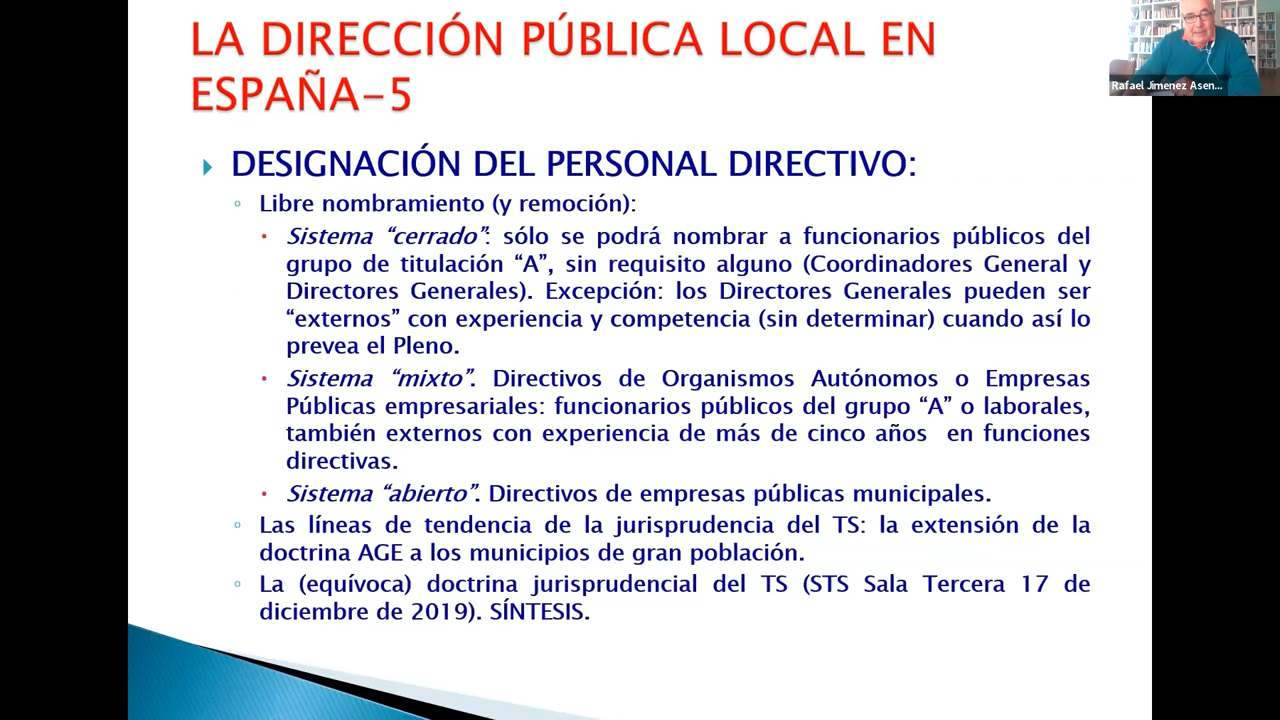 LA DIRECCIÓN PÚBLICA LOCAL EN
ESPAÑA-5
Rafael Jimenez Asen...
DESIGNACIÓN DEL PERSONAL DIRECTIVO:
Libre nombramiento (y remoción):
Sistema “cerrado”: sólo se podrá nombrar a funcionarios públicos del
grupo de titulación “A”, sin requisito alguno (Coordinadores General y
Directores Generales). Excepción: los Directores Generales pueden ser
“externos” con experiencia y competencia (sin determinar) cuando así lo
prevea el Pleno.
Sistema “mixto”. Directivos de Organismos Autónomos o Empresas
Públicas empresariales: funcionarios públicos del grupo “A” o laborales,
también externos con experiencia de más de cinco años en funciones
directivas.
Sistema “abierto”. Directivos de empresas públicas municipales.
Las líneas de tendencia de la jurisprudencia del TS: la extensión de la
doctrina AGE a los municipios de gran población.
La (equívoca) doctrina jurisprudencial del TS (STS Sala Tercera 17 de
diciembre de 2019). SÍNTESIS.